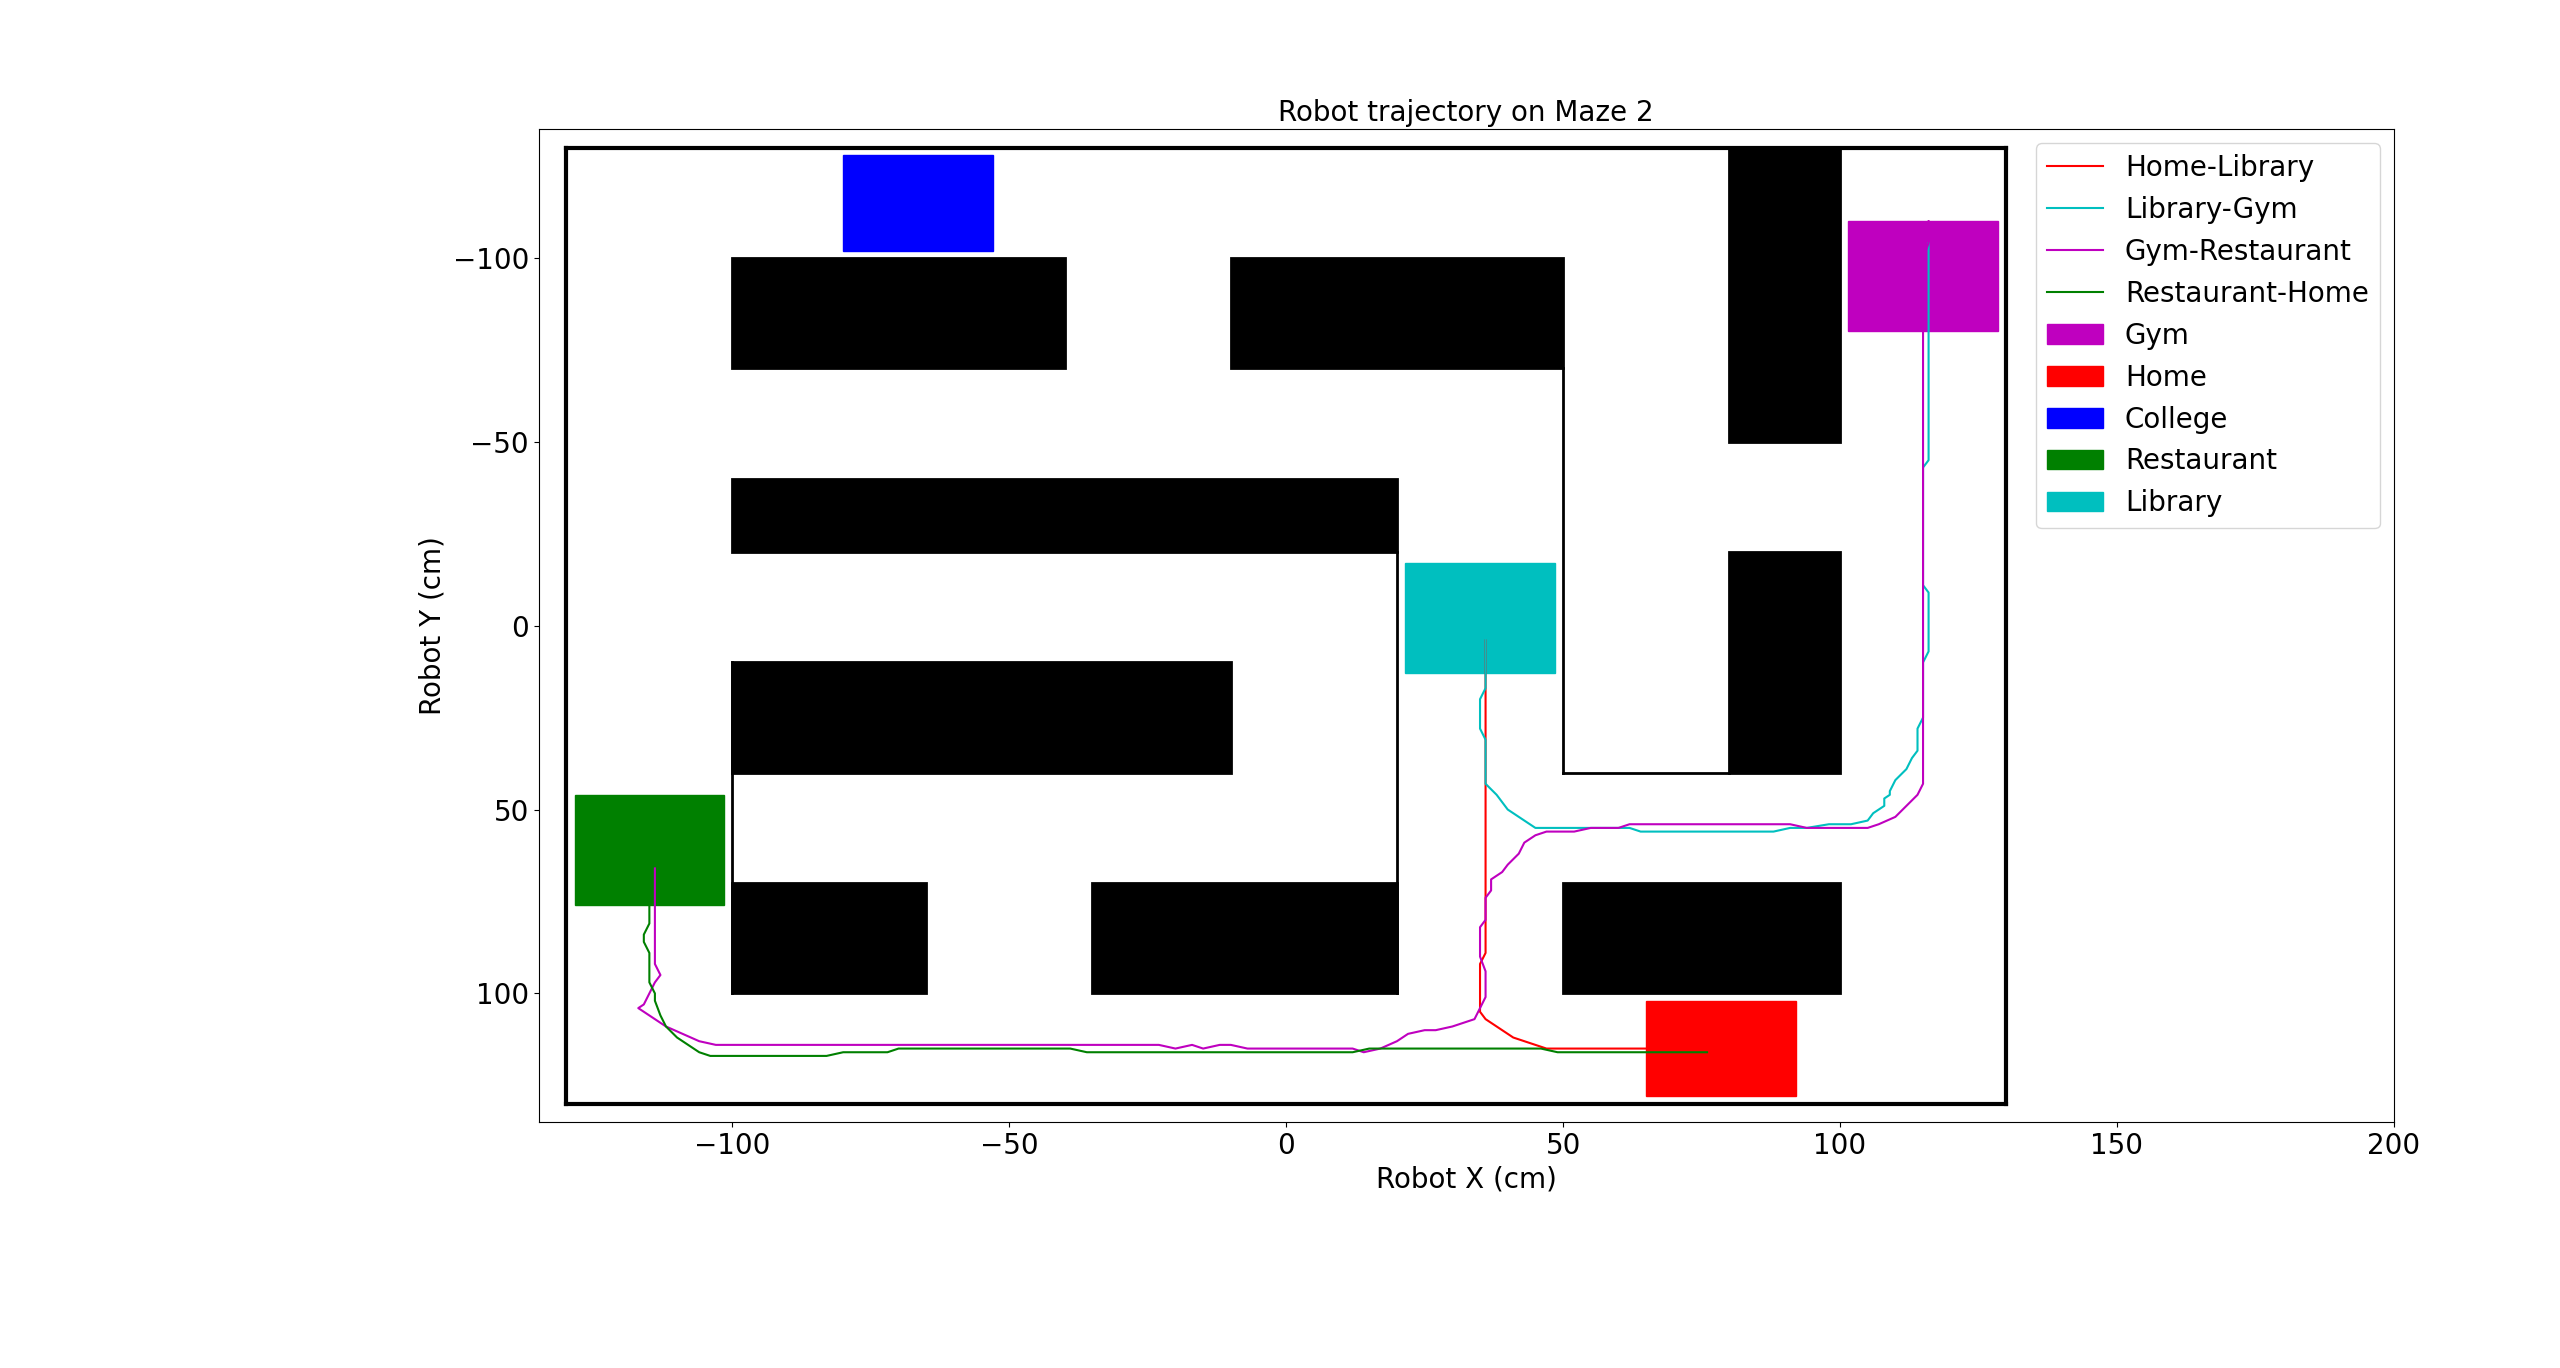 Robot trajectory on Maze 2
Home-Library
Library-Gym
Gym-Restaurant
Restaurant-Home
Gym
Home
College
Restaurant
Library
−100
−50
0
50
100
Robot Y (cm)
−100 −50 0 50 100 150 200
Robot X (cm)